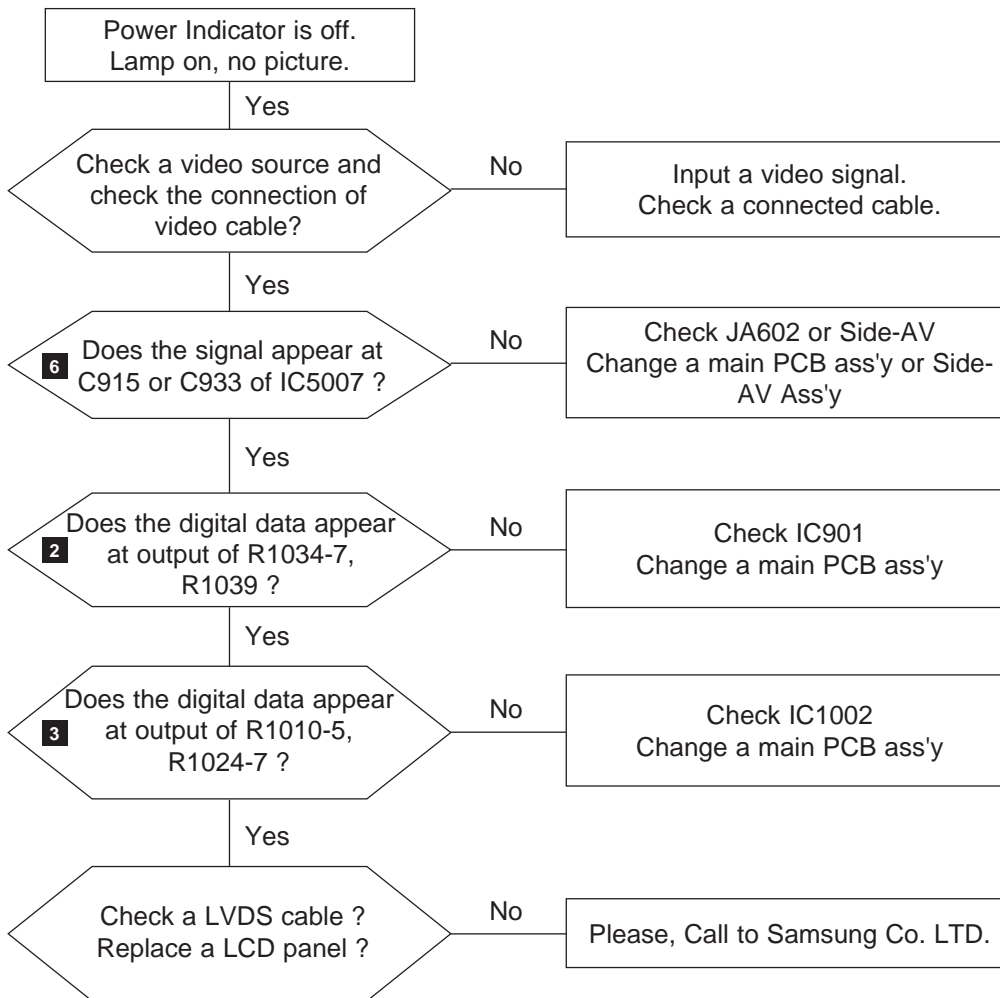 Power Indicator is off.
Lamp on, no picture.
Yes
Check a video source and
check the connection of
video cable?
No
Input a video signal.
Check a connected cable.
Yes
6
Does the signal appear at
C915 or C933 of IC5007 ?
No
Check JA602 or Side-AV
Change a main PCB ass'y or Side-
AV Ass'y
Yes
2
Does the digital data appear
at output of R1034-7,
R1039 ?
No
Check IC901
Change a main PCB ass'y
Yes
3
Does the digital data appear
at output of R1010-5,
R1024-7 ?
No
Check IC1002
Change a main PCB ass'y
Yes
Check a LVDS cable ?
Replace a LCD panel ?
No
Please, Call to Samsung Co. LTD.